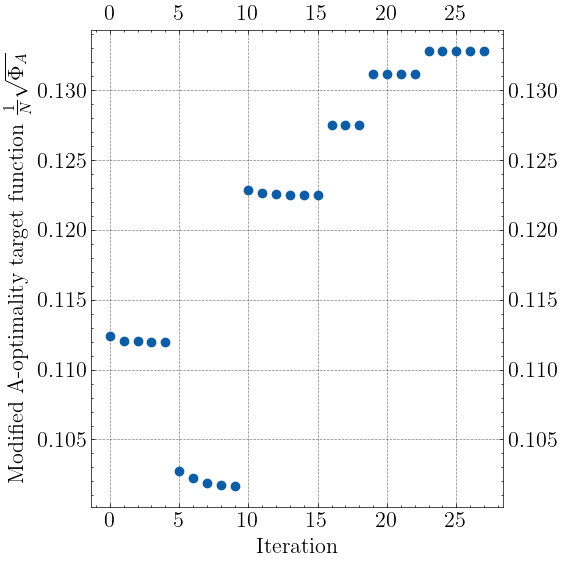 0 5 10 15 20 25
0.130 0.130
0.125 0.125
0.120 0.120
0.115 0.115
0.110 0.110
0.105 0.105
Modified A-optimality target function $\frac{1}{N}\sqrt{\Phi_A}$
0 5 10 15 20 25
Iteration